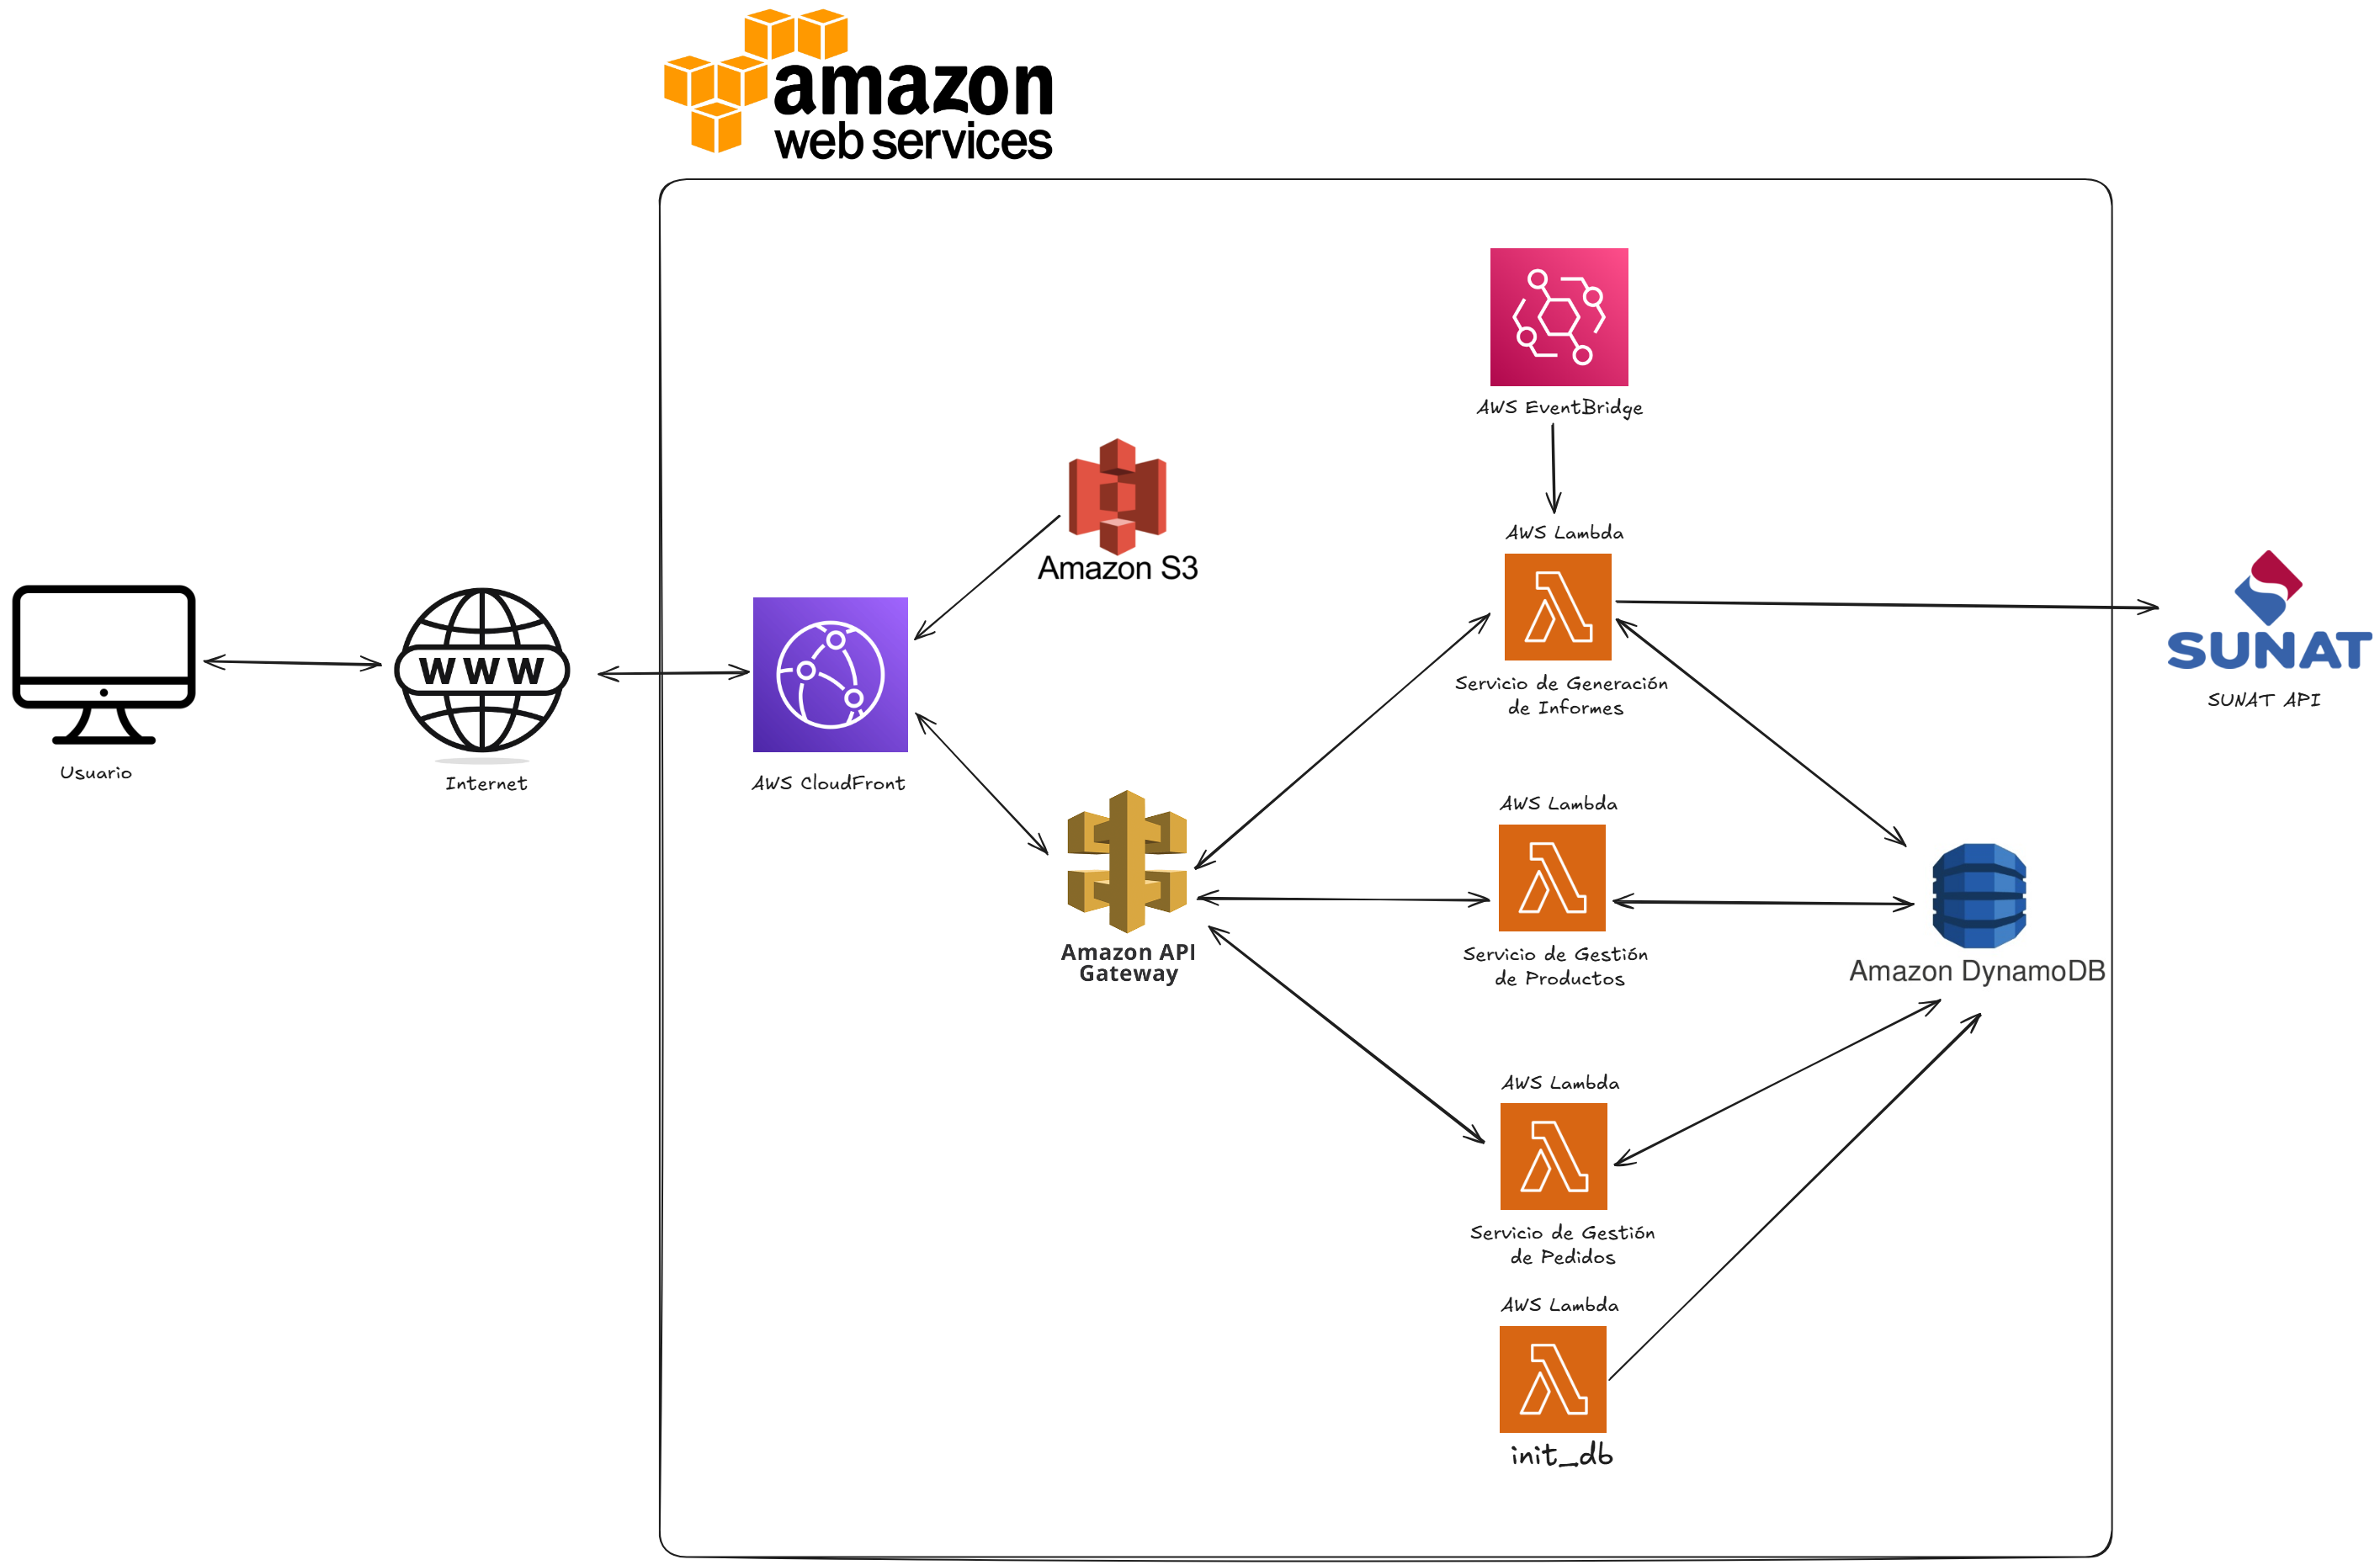 amazon
web services
AWS EventBridge
Amazon S3
AWS Lambda
Servicio de Generación
de Informes
SUNAT
SUNAT API
WWW
Usuario
Internet
AWS CloudFront
Amazon API
Gateway
AWS Lambda
Servicio de Gestión
de Productos
Amazon DynamoDB
AWS Lambda
Servicio de Gestión
de Pedidos
AWS Lambda
init_db